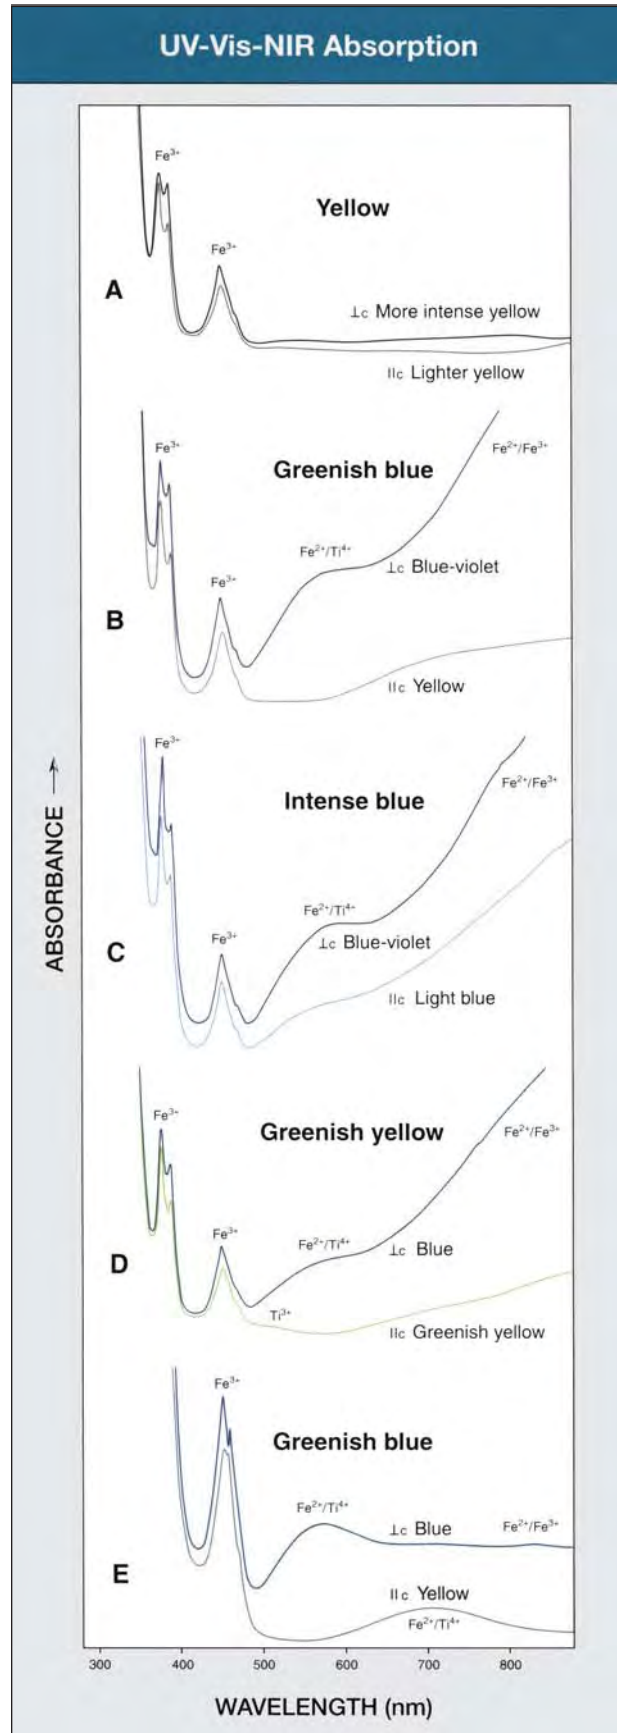 UV-Vis-NIR Absorption
Fe³⁺
Yellow
Fe³⁺
A
⊥c More intense yellow
IIc Lighter yellow
Fe³⁺
Greenish blue
Fe²⁺/Fe³⁺
Fe²⁺/Ti⁴⁺
⊥c Blue-violet
Fe³⁺
B
IIc Yellow
Fe³⁺
Intense blue
Fe²⁺/Fe³⁺
Fe²⁺/Ti⁴⁺
Fe³⁺
⊥c Blue-violet
C
IIc Light blue
Fe³⁺
Greenish yellow
Fe²⁺/Fe³⁺
Fe³⁺
Fe²⁺/Ti⁴⁺
⊥c Blue
D
Ti³⁺
IIc Greenish yellow
Fe³⁺
Greenish blue
Fe²⁺/Ti⁴⁺
⊥c Blue
Fe²⁺/Fe³⁺
E
IIc Yellow
Fe²⁺/Ti⁴⁺
ABSORBANCE →
300 400 500 600 700 800
WAVELENGTH (nm)